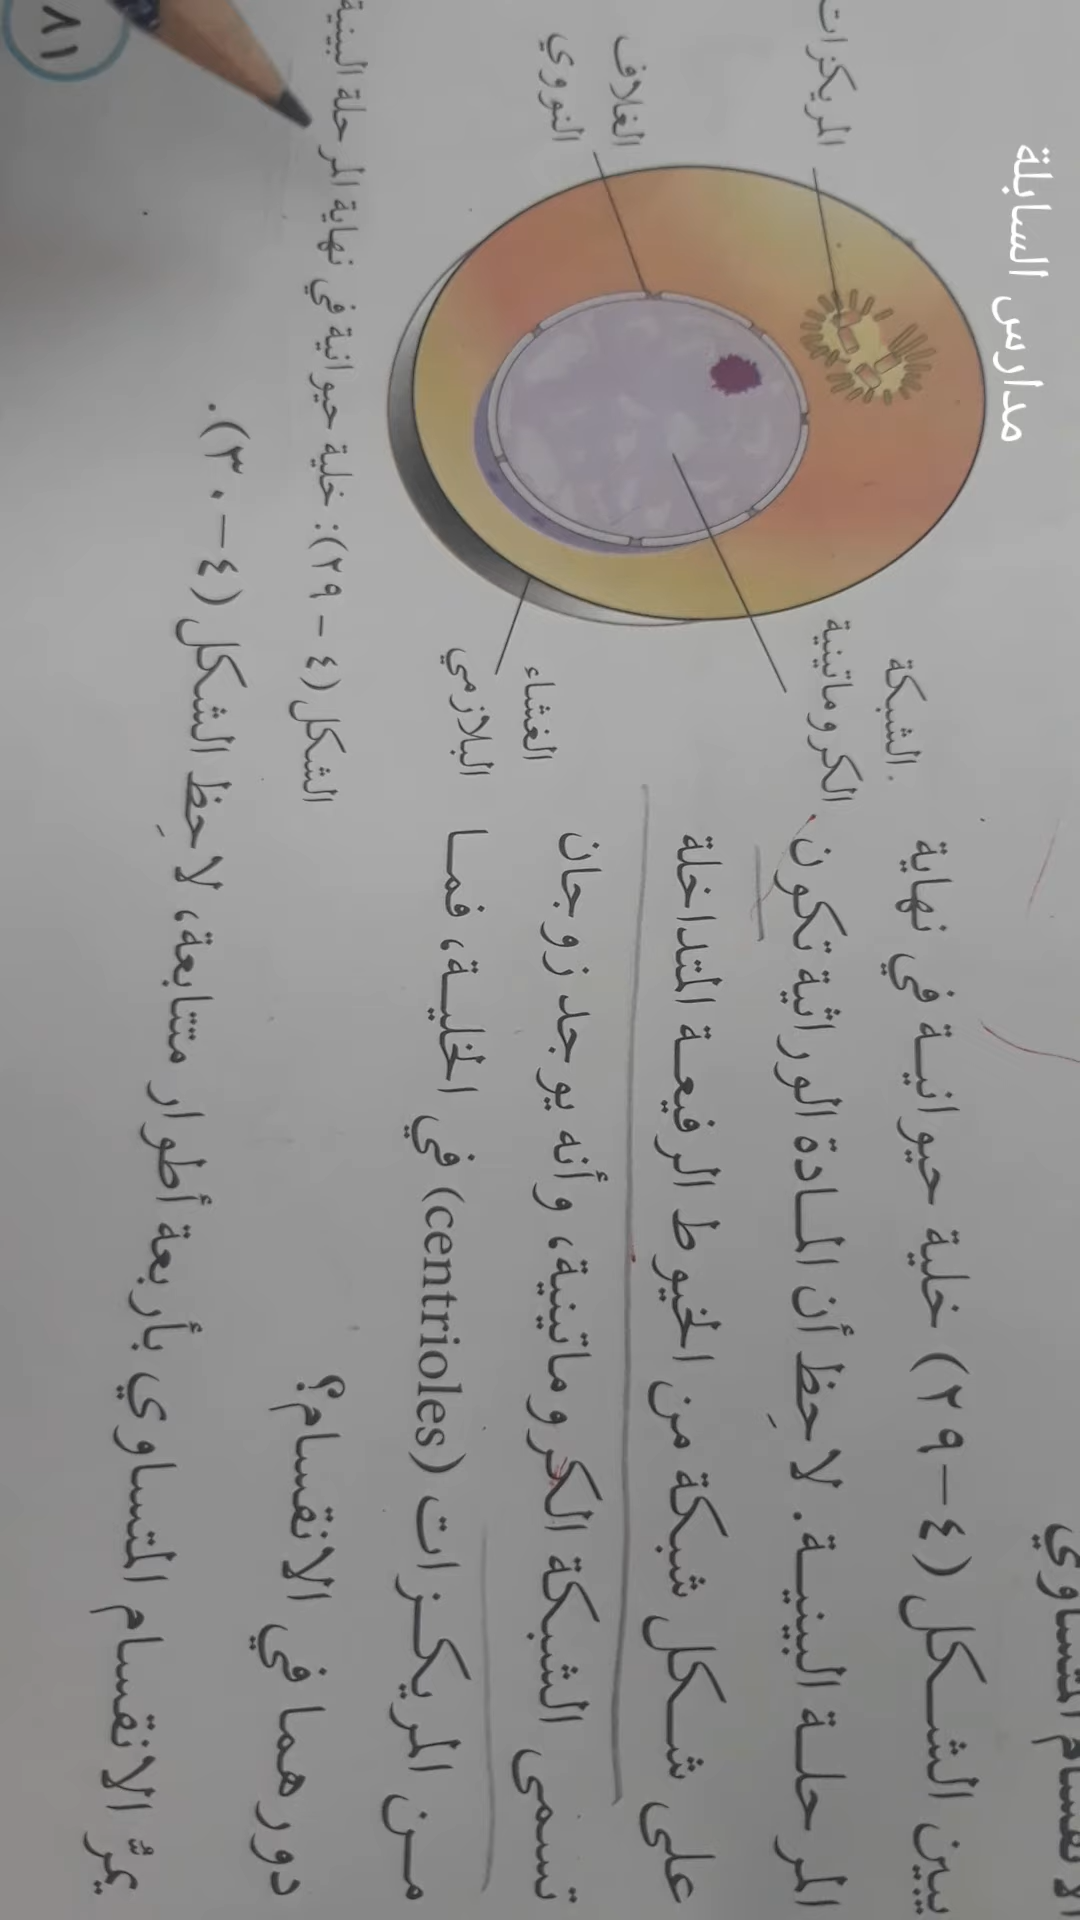 مدارس السابلة
الانقسام المتساوي
يبين الشكل (٤-٢٩) خلية حيوانية في نهاية
المرحلة البينية. لاحِظ أن المادة الوراثية تكون
على شكل شبكة من الخيوط الرفيعة المتداخلة
تسمى الشبكة الكروماتينية، وأنه يوجد زوجان
من المريكزات (centrioles) في الخلية، فما
دورهما في الانقسام؟
يمرّ الانقسام المتساوي بأربعة أطوار متتابعة، لاحِظ الشكل (٤-٣٠).
المريكزات
الغلاف
النووي
الشبكة
الكروماتينية
الغشاء
البلازمي
الشكل (٤-٢٩): خلية حيوانية في نهاية المرحلة البينية
٨١